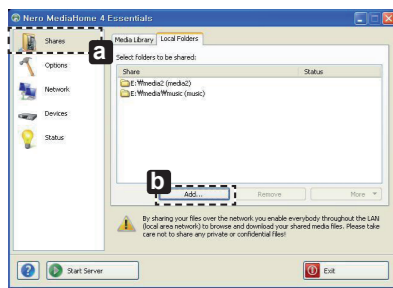 Nero MediaHome 4 Essentials
Shares
Options
Network
Devices
Status
a
Media Library Local Folders
Select folders to be shared:
Share Status
E:₩media2 (media2)
E:₩media₩music (music)
b
Add... Remove More
By sharing your files over the network you enable everybody throughout the LAN
(local area network) to browse and download your shared media files. Please take
care not to share any private or confidential files!
Start Server Exit